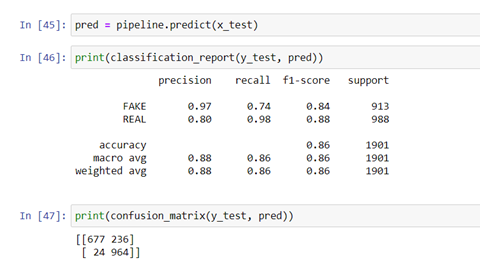 In [45]: pred = pipeline.predict(x_test)
In [46]: print(classification_report(y_test, pred))
precision recall f1-score support
FAKE 0.97 0.74 0.84 913
REAL 0.80 0.98 0.88 988
accuracy 0.86 1901
macro avg 0.88 0.86 0.86 1901
weighted avg 0.88 0.86 0.86 1901
In [47]: print(confusion_matrix(y_test, pred))
[[677 236]
[ 24 964]]